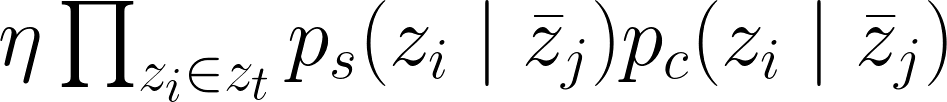 η ∏_{z_i ∈ z_t} p_s(z_i | z̄_j) p_c(z_i | z̄_j)